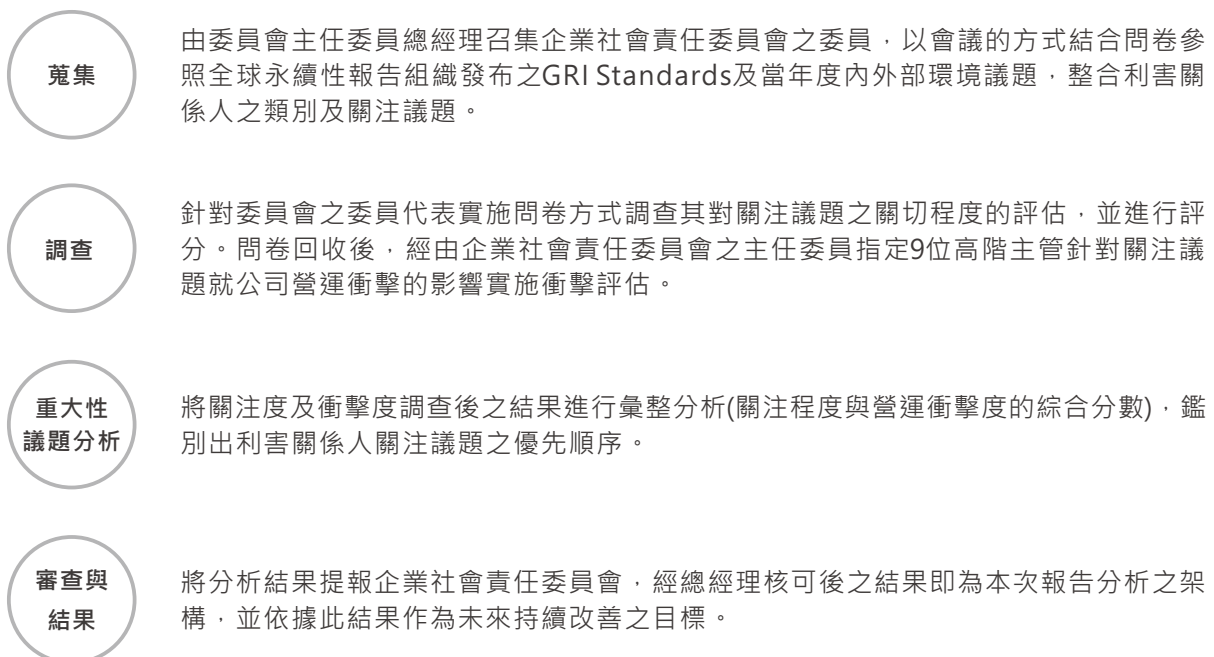 蒐集
由委員會主任委員總經理召集企業社會責任委員會之委員，以會議的方式結合問卷參
照全球永續性報告組織發布之GRI Standards及當年度內外部環境議題，整合利害關
係人之類別及關注議題。
調查
針對委員會之委員代表實施問卷方式調查其對關注議題之關切程度的評估，並進行評
分。問卷回收後，經由企業社會責任委員會之主任委員指定9位高階主管針對關注議
題就公司營運衝擊的影響實施衝擊評估。
重大性
議題分析
將關注度及衝擊度調查後之結果進行彙整分析(關注程度與營運衝擊度的綜合分數)，鑑
別出利害關係人關注議題之優先順序。
審查與
結果
將分析結果提報企業社會責任委員會，經總經理核可後之結果即為本次報告分析之架
構，並依據此結果作為未來持續改善之目標。